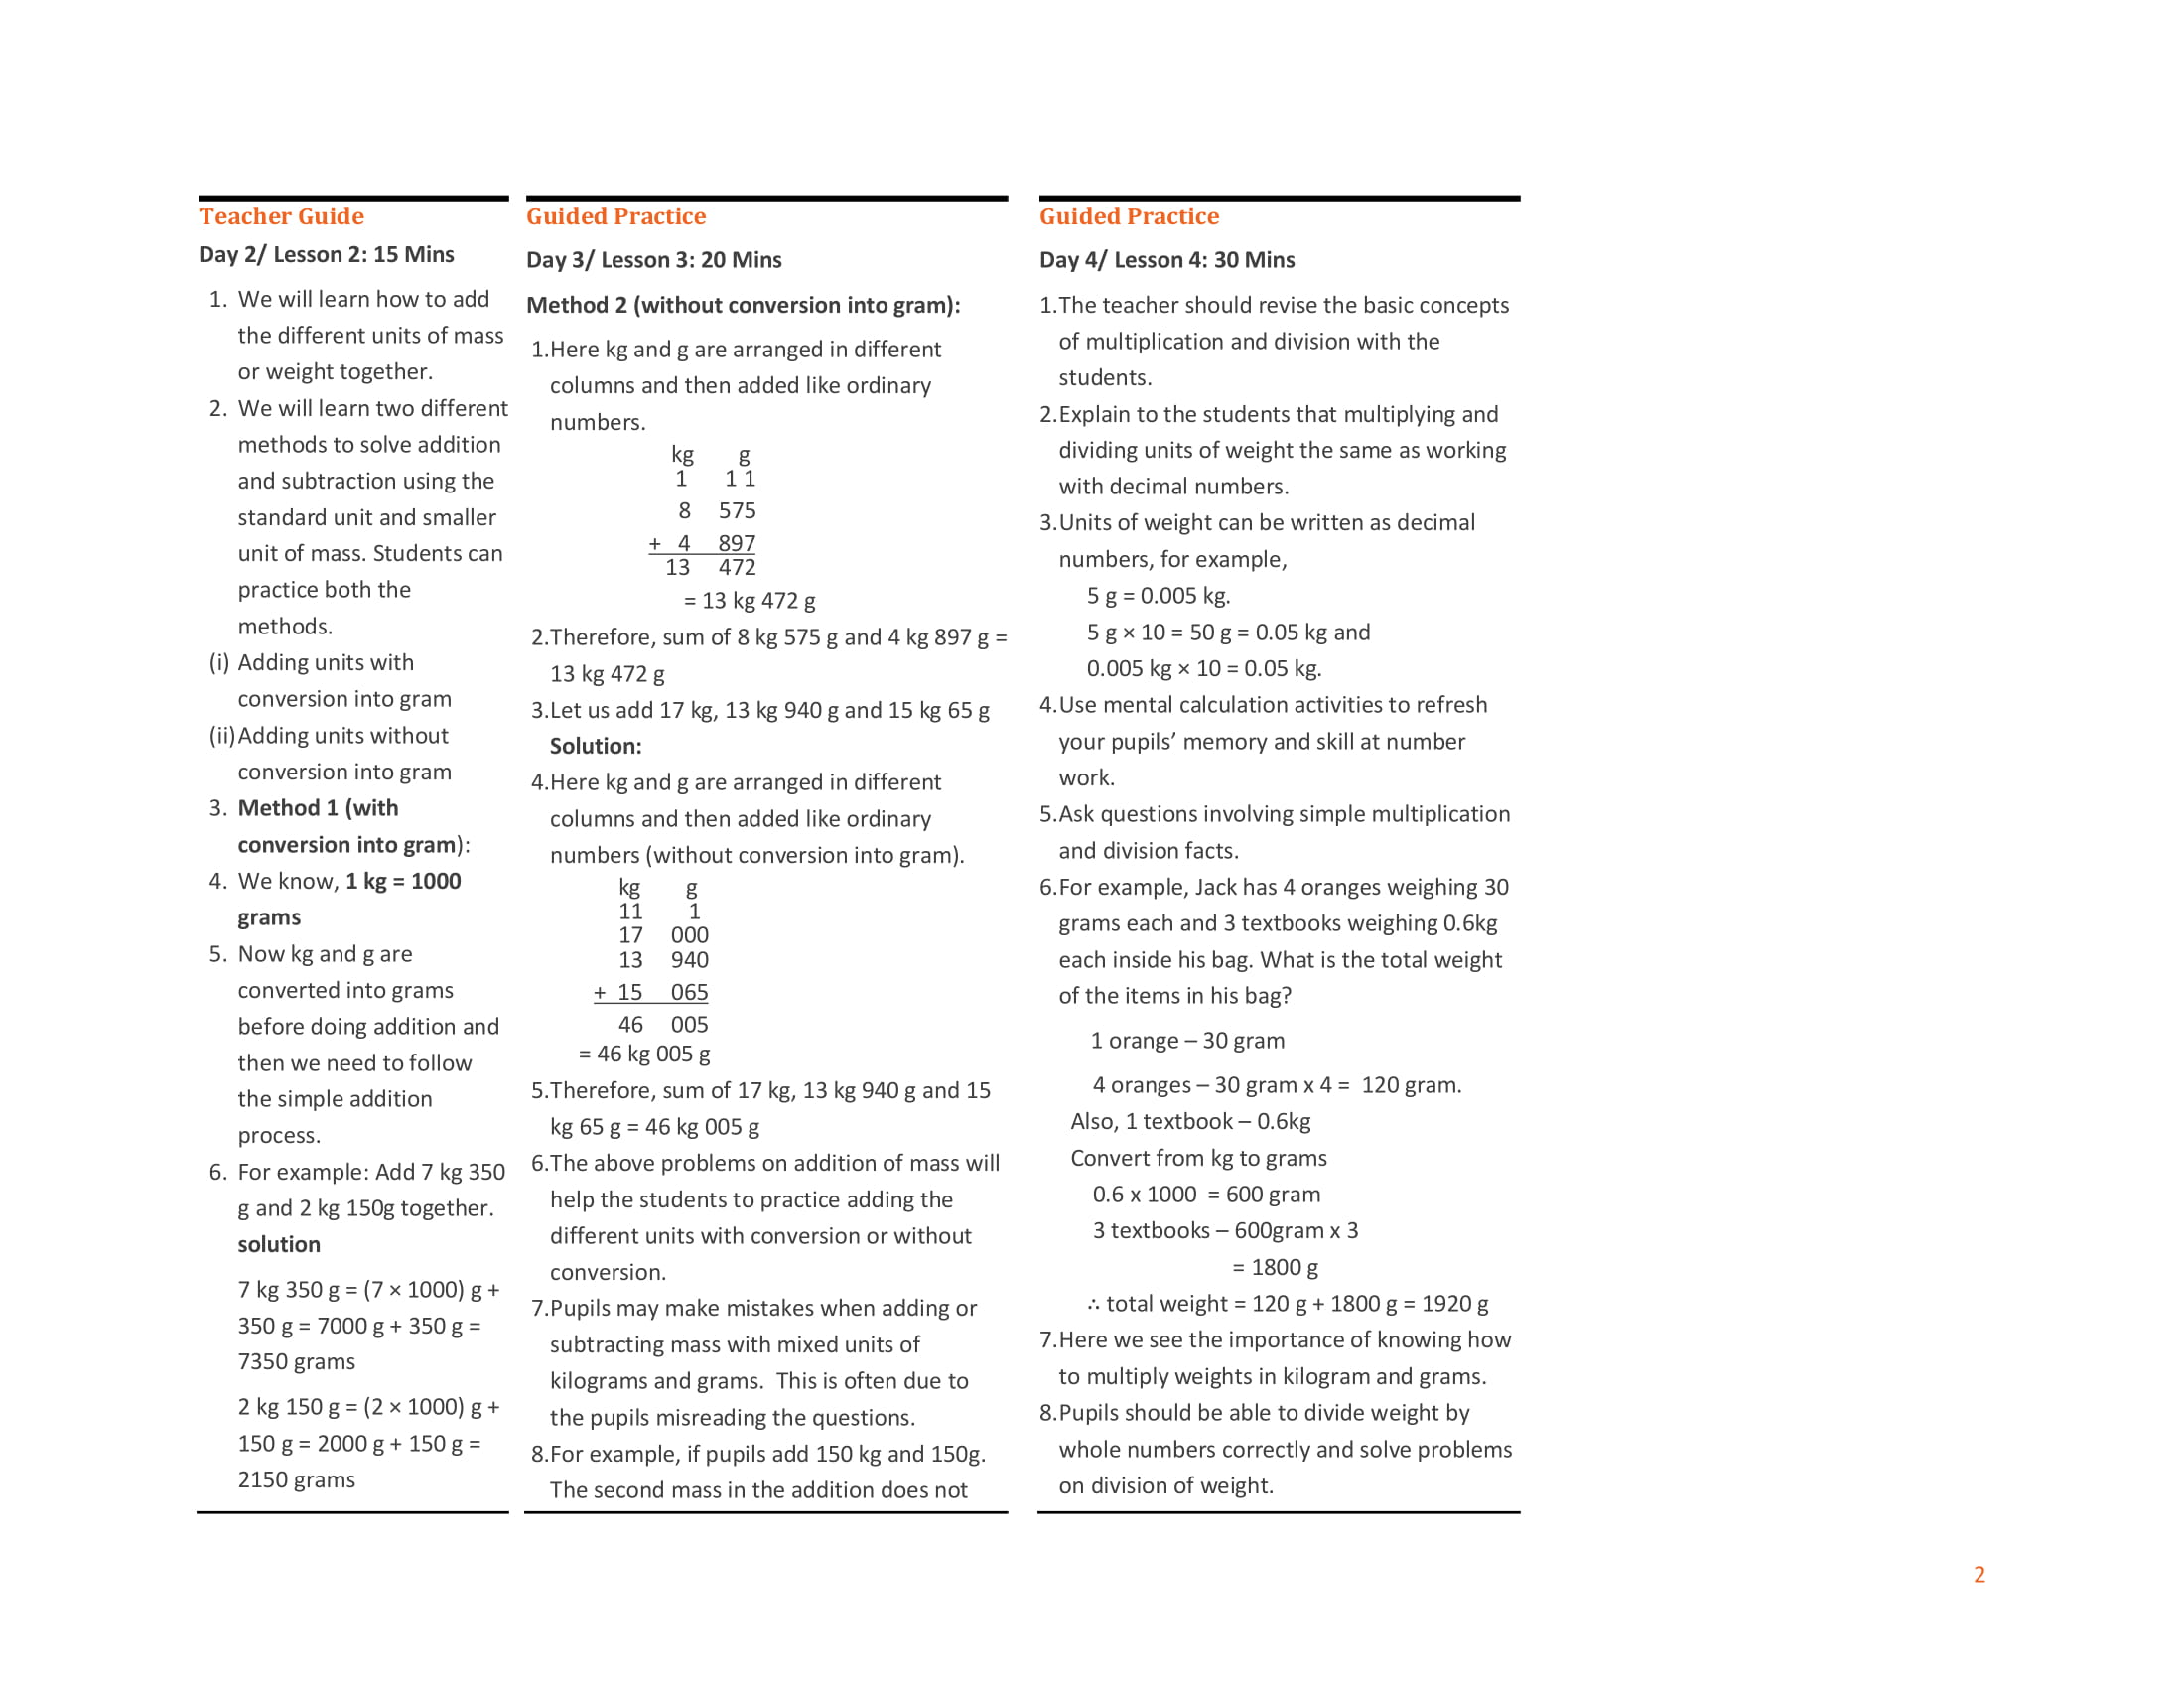 Teacher Guide
Day 2/ Lesson 2: 15 Mins
1. We will learn how to add
the different units of mass
or weight together.
2. We will learn two different
methods to solve addition
and subtraction using the
standard unit and smaller
unit of mass. Students can
practice both the
methods.
(i) Adding units with
conversion into gram
(ii) Adding units without
conversion into gram
3. Method 1 (with
conversion into gram):
4. We know, 1 kg = 1000
grams
5. Now kg and g are
converted into grams
before doing addition and
then we need to follow
the simple addition
process.
6. For example: Add 7 kg 350
g and 2 kg 150g together.
solution
7 kg 350 g = (7 × 1000) g +
350 g = 7000 g + 350 g =
7350 grams
2 kg 150 g = (2 × 1000) g +
150 g = 2000 g + 150 g =
2150 grams
Guided Practice
Day 3/ Lesson 3: 20 Mins
Method 2 (without conversion into gram):
1.Here kg and g are arranged in different
columns and then added like ordinary
numbers.
kg g
1 1 1
8 575
+ 4 897
13 472
= 13 kg 472 g
2.Therefore, sum of 8 kg 575 g and 4 kg 897 g =
13 kg 472 g
3.Let us add 17 kg, 13 kg 940 g and 15 kg 65 g
Solution:
4.Here kg and g are arranged in different
columns and then added like ordinary
numbers (without conversion into gram).
kg g
11 1
17 000
13 940
+ 15 065
46 005
= 46 kg 005 g
5.Therefore, sum of 17 kg, 13 kg 940 g and 15
kg 65 g = 46 kg 005 g
6.The above problems on addition of mass will
help the students to practice adding the
different units with conversion or without
conversion.
7.Pupils may make mistakes when adding or
subtracting mass with mixed units of
kilograms and grams. This is often due to
the pupils misreading the questions.
8.For example, if pupils add 150 kg and 150g.
The second mass in the addition does not
Guided Practice
Day 4/ Lesson 4: 30 Mins
1.The teacher should revise the basic concepts
of multiplication and division with the
students.
2.Explain to the students that multiplying and
dividing units of weight the same as working
with decimal numbers.
3.Units of weight can be written as decimal
numbers, for example,
5 g = 0.005 kg.
5 g × 10 = 50 g = 0.05 kg and
0.005 kg × 10 = 0.05 kg.
4.Use mental calculation activities to refresh
your pupils’ memory and skill at number
work.
5.Ask questions involving simple multiplication
and division facts.
6.For example, Jack has 4 oranges weighing 30
grams each and 3 textbooks weighing 0.6kg
each inside his bag. What is the total weight
of the items in his bag?
1 orange – 30 gram
4 oranges – 30 gram x 4 = 120 gram.
Also, 1 textbook – 0.6kg
Convert from kg to grams
0.6 x 1000 = 600 gram
3 textbooks – 600gram x 3
= 1800 g
∴ total weight = 120 g + 1800 g = 1920 g
7.Here we see the importance of knowing how
to multiply weights in kilogram and grams.
8.Pupils should be able to divide weight by
whole numbers correctly and solve problems
on division of weight.
2